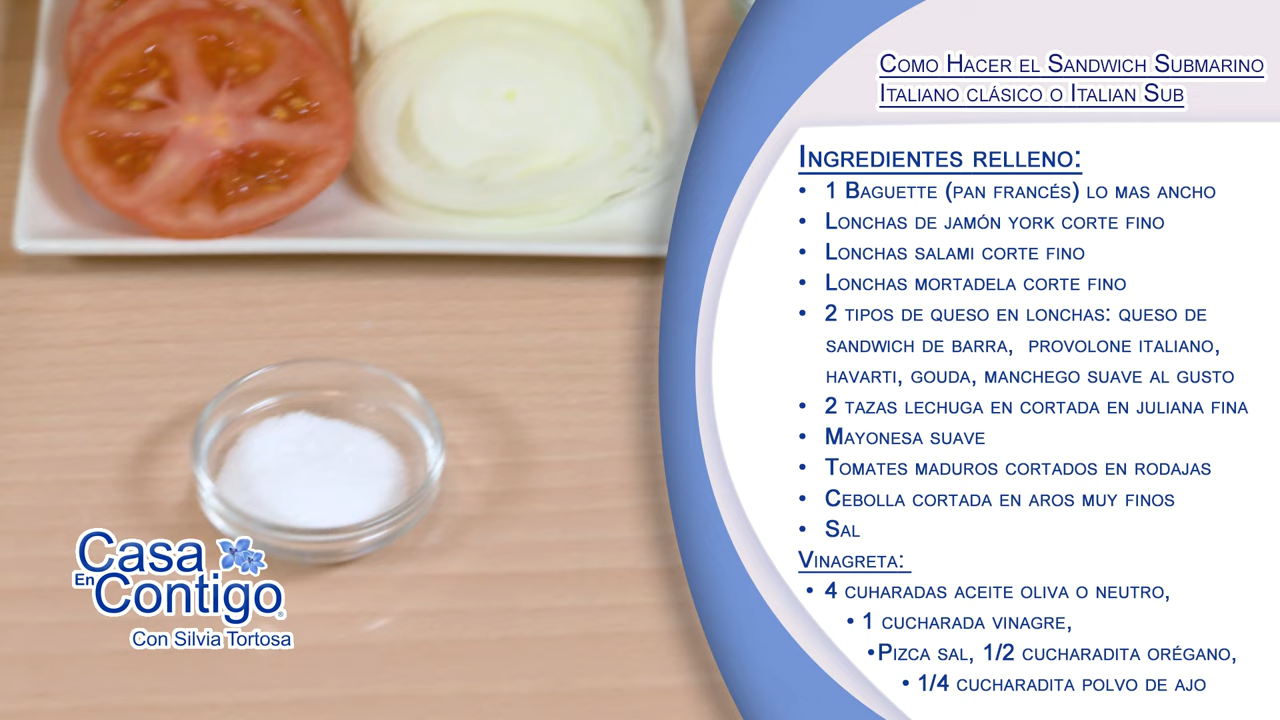 Como Hacer el Sandwich Submarino
Italiano clásico o Italian Sub
Ingredientes relleno:
• 1 Baguette (pan francés) lo mas ancho
• Lonchas de jamón york corte fino
• Lonchas salami corte fino
• Lonchas mortadela corte fino
• 2 tipos de queso en lonchas: queso de
sandwich de barra, provolone italiano,
havarti, gouda, manchego suave al gusto
• 2 tazas lechuga en cortada en juliana fina
• Mayonesa suave
• Tomates maduros cortados en rodajas
• Cebolla cortada en aros muy finos
• Sal
Vinagreta:
• 4 cuharadas aceite oliva o neutro,
• 1 cucharada vinagre,
•Pizca sal, 1/2 cucharadita orégano,
• 1/4 cucharadita polvo de ajo
Casa
En Contigo®
Con Silvia Tortosa